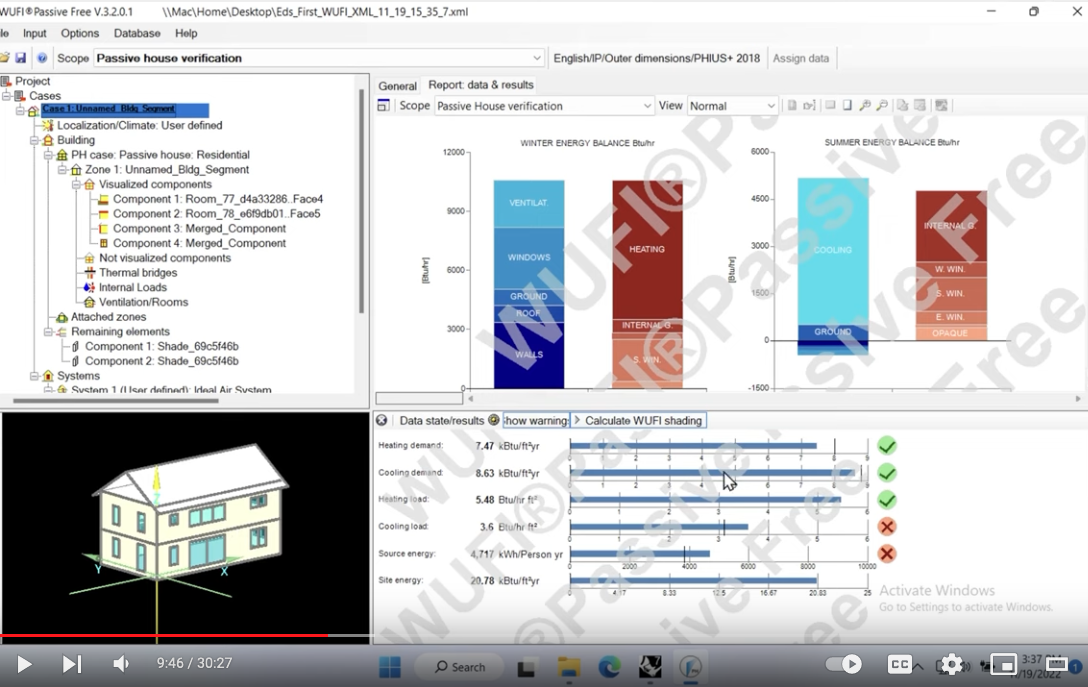 WUFI®Passive Free V.3.2.0.1 \\Mac\Home\Desktop\Eds_First_WUFI_XML_11_19_15_35_7.xml
le Input Options Database Help
Scope Passive house verification English/IP/Outer dimensions/PHIUS+ 2018 Assign data
Project
Cases
Case 1: Unnamed_Bldg_Segment
Localization/Climate: User defined
Building
PH case: Passive house: Residential
Zone 1: Unnamed_Bldg_Segment
Visualized components
Component 1: Room_77_d4a33286..Face4
Component 2: Room_78_e6f9db01..Face5
Component 3: Merged_Component
Component 4: Merged_Component
Not visualized components
Thermal bridges
Internal Loads
Ventilation/Rooms
Attached zones
Remaining elements
Component 1: Shade_69c5f46b
Component 2: Shade_69c5f46b
Systems
System 1 (User defined): Ideal Air System
General Report: data & results
Scope Passive House verification View Normal
WINTER ENERGY BALANCE Btu/hr
12000
9000
6000
3000
0
[Btu/hr]
VENTILAT.
WINDOWS
GROUND
ROOF
WALLS
HEATING
INTERNAL G.
S. WIN.
SUMMER ENERGY BALANCE Btu/hr
6000
4500
3000
1500
0
-1500
[Btu/hr]
COOLING
GROUND
INTERNAL G.
W. WIN.
S. WIN.
E. WIN.
OPAQUE
WUFI®Passive Free
Data state/results how warning: > Calculate WUFI shading
Heating demand: 7.47 kBtu/ft²yr
0 1 2 3 4 5 6 7 8 9
Cooling demand: 8.63 kBtu/ft²yr
0 1 2 3 4 5 6 7 8 9
Heating load: 5.48 Btu/hr ft²
0 1 2 3 4 5 6
Cooling load: 3.6 Btu/hr ft²
0 1 2 3 4 5 6
Source energy: 4,717 kWh/Person yr
0 2000 4000 6000 8000 10000
Site energy: 20.78 kBtu/ft²yr
0 4.17 8.33 12.5 16.67 20.83 25
Activate Windows
Go to Settings to activate Windows.
Z
Y
X
9:46 / 30:27
Search
CC
3:37 PM
11/19/2022
1